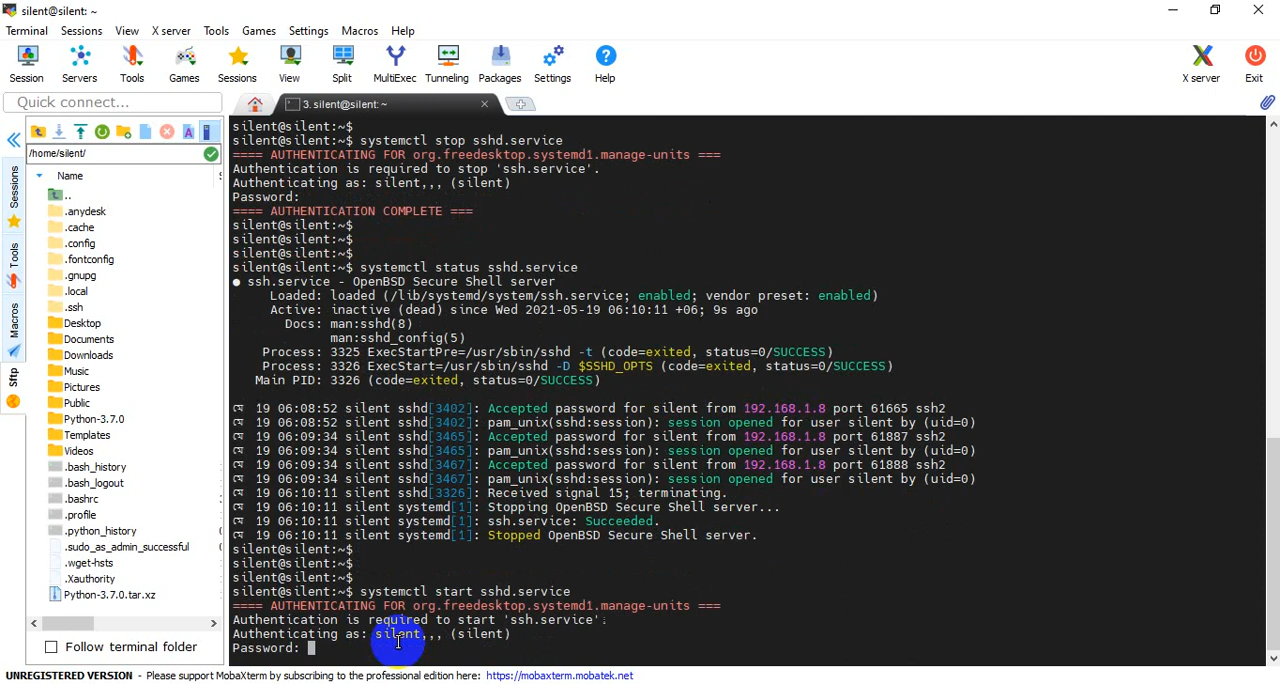 silent@silent: ~
Terminal Sessions View X server Tools Games Settings Macros Help
Session Servers Tools Games Sessions View Split MultiExec Tunneling Packages Settings Help X server Exit
Quick connect...
3. silent@silent: ~
/home/silent/
Name
..
.anydesk
.cache
.config
.fontconfig
.gnupg
.local
.ssh
Desktop
Documents
Downloads
Music
Pictures
Public
Python-3.7.0
Templates
Videos
.bash_history
.bash_logout
.bashrc
.profile
.python_history
.sudo_as_admin_successful
.wget-hsts
.Xauthority
Python-3.7.0.tar.xz
Follow terminal folder
Sessions
Tools
Macros
Sftp
silent@silent:~$
silent@silent:~$ systemctl stop sshd.service
==== AUTHENTICATING FOR org.freedesktop.systemd1.manage-units ===
Authentication is required to stop 'ssh.service'.
Authenticating as: silent,,, (silent)
Password:
==== AUTHENTICATION COMPLETE ===
silent@silent:~$
silent@silent:~$
silent@silent:~$
silent@silent:~$ systemctl status sshd.service
● ssh.service - OpenBSD Secure Shell server
Loaded: loaded (/lib/systemd/system/ssh.service; enabled; vendor preset: enabled)
Active: inactive (dead) since Wed 2021-05-19 06:10:11 +06; 9s ago
Docs: man:sshd(8)
man:sshd_config(5)
Process: 3325 ExecStartPre=/usr/sbin/sshd -t (code=exited, status=0/SUCCESS)
Process: 3326 ExecStart=/usr/sbin/sshd -D $SSHD_OPTS (code=exited, status=0/SUCCESS)
Main PID: 3326 (code=exited, status=0/SUCCESS)
মে 19 06:08:52 silent sshd[3402]: Accepted password for silent from 192.168.1.8 port 61665 ssh2
মে 19 06:08:52 silent sshd[3402]: pam_unix(sshd:session): session opened for user silent by (uid=0)
মে 19 06:09:34 silent sshd[3465]: Accepted password for silent from 192.168.1.8 port 61887 ssh2
মে 19 06:09:34 silent sshd[3465]: pam_unix(sshd:session): session opened for user silent by (uid=0)
মে 19 06:09:34 silent sshd[3467]: Accepted password for silent from 192.168.1.8 port 61888 ssh2
মে 19 06:09:34 silent sshd[3467]: pam_unix(sshd:session): session opened for user silent by (uid=0)
মে 19 06:10:11 silent sshd[3326]: Received signal 15; terminating.
মে 19 06:10:11 silent systemd[1]: Stopping OpenBSD Secure Shell server...
মে 19 06:10:11 silent systemd[1]: ssh.service: Succeeded.
মে 19 06:10:11 silent systemd[1]: Stopped OpenBSD Secure Shell server.
silent@silent:~$
silent@silent:~$
silent@silent:~$
silent@silent:~$ systemctl start sshd.service
==== AUTHENTICATING FOR org.freedesktop.systemd1.manage-units ===
Authentication is required to start 'ssh.service'.
Authenticating as: silent,,, (silent)
Password:
UNREGISTERED VERSION - Please support MobaXterm by subscribing to the professional edition here: https://mobaxterm.mobatek.net